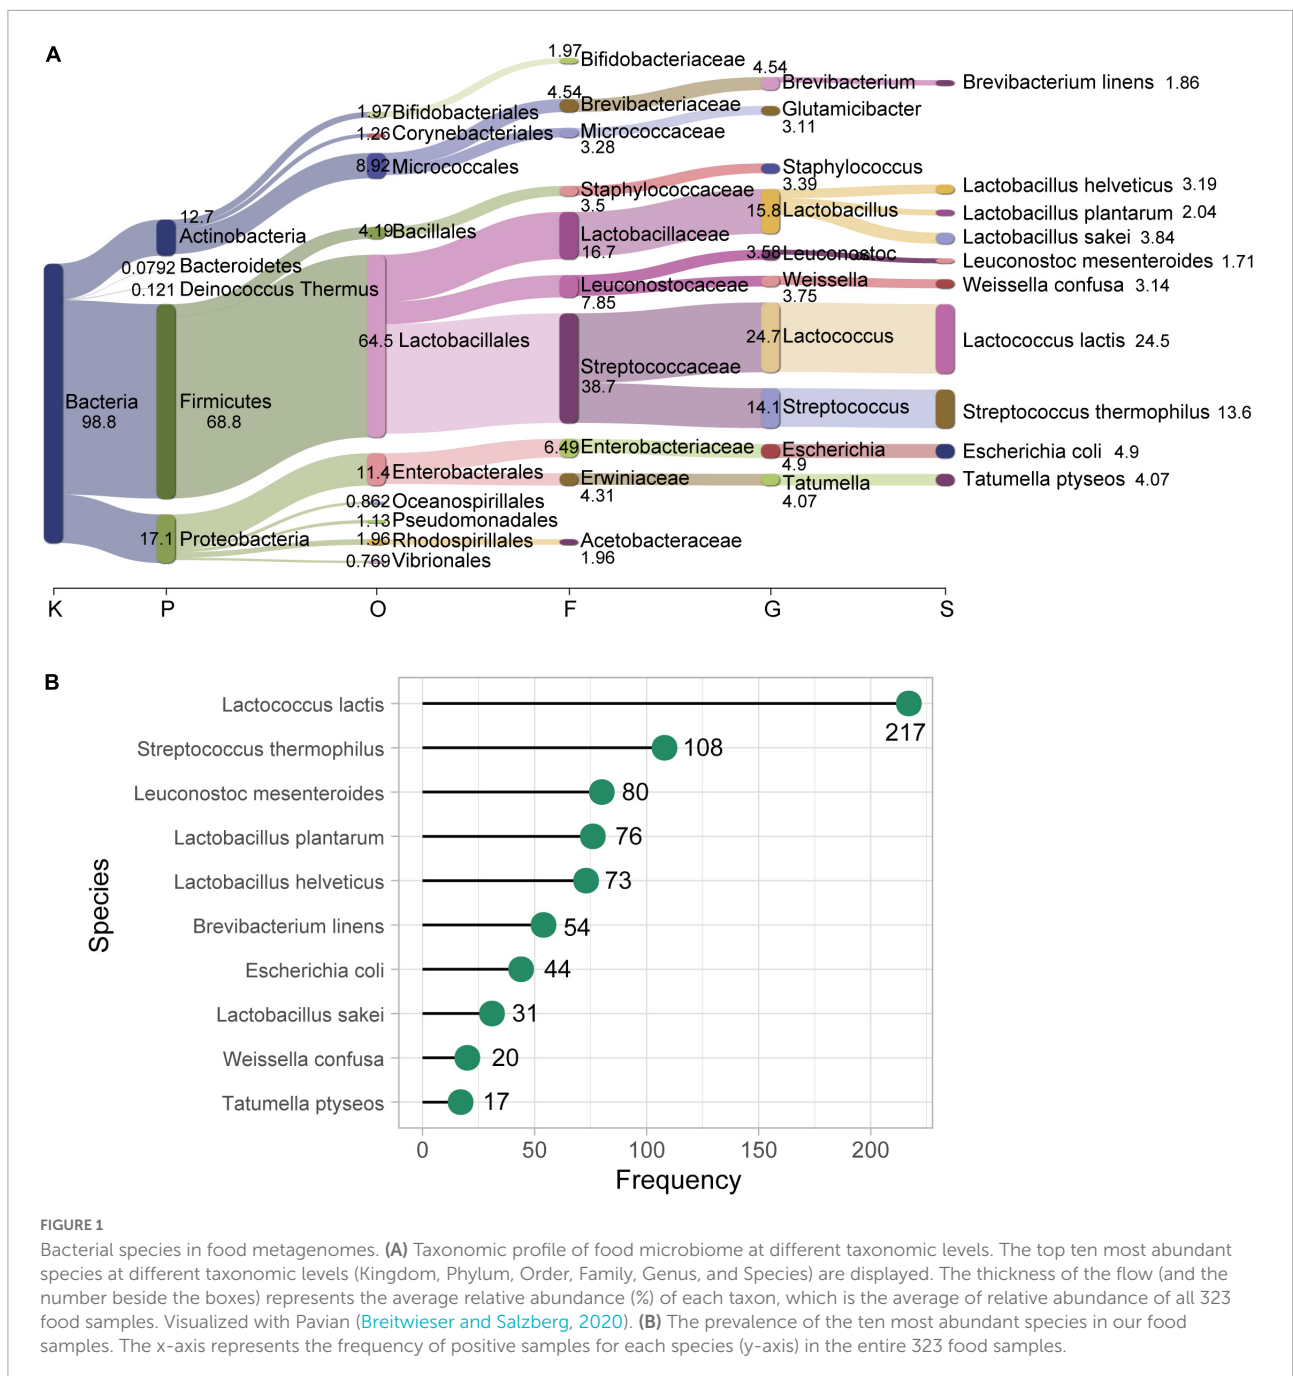 A
1.97
Bifidobacteriaceae
4.54
Brevibacterium
Brevibacterium linens 1.86
4.54
Brevibacteriaceae
1.97
Bifidobacteriales
Glutamicibacter
3.11
1.26
Corynebacteriales
Micrococcaceae
3.28
8.92
Micrococcales
Staphylococcus
3.39
Staphylococcaceae
3.5
Lactobacillus helveticus 3.19
12.7
Actinobacteria
4.19
Bacillales
Lactobacillaceae
16.7
15.8
Lactobacillus
Lactobacillus plantarum 2.04
Lactobacillus sakei 3.84
3.58
Leuconostoc
Leuconostoc mesenteroides 1.71
0.0792
Bacteroidetes
0.121
Deinococcus Thermus
Leuconostocaceae
7.85
Weissella
3.75
Weissella confusa 3.14
64.5
Lactobacillales
24.7
Lactococcus
Lactococcus lactis 24.5
Streptococcaceae
38.7
Bacteria
98.8
Firmicutes
68.8
14.1
Streptococcus
Streptococcus thermophilus 13.6
6.49
Enterobacteriaceae
Escherichia
4.9
Escherichia coli 4.9
11.4
Enterobacterales
Erwiniaceae
4.31
Tatumella
4.07
Tatumella ptyseos 4.07
0.862
Oceanospirillales
1.13
Pseudomonadales
17.1
Proteobacteria
1.96
Rhodospirillales
Acetobacteraceae
1.96
0.769
Vibrionales
K P O F G S
B
Species
Lactococcus lactis
217
Streptococcus thermophilus 108
Leuconostoc mesenteroides 80
Lactobacillus plantarum 76
Lactobacillus helveticus 73
Brevibacterium linens 54
Escherichia coli 44
Lactobacillus sakei 31
Weissella confusa 20
Tatumella ptyseos 17
0 50 100 150 200
Frequency
FIGURE 1
Bacterial species in food metagenomes. (A) Taxonomic profile of food microbiome at different taxonomic levels. The top ten most abundant
species at different taxonomic levels (Kingdom, Phylum, Order, Family, Genus, and Species) are displayed. The thickness of the flow (and the
number beside the boxes) represents the average relative abundance (%) of each taxon, which is the average of relative abundance of all 323
food samples. Visualized with Pavian (Breitwieser and Salzberg, 2020). (B) The prevalence of the ten most abundant species in our food
samples. The x-axis represents the frequency of positive samples for each species (y-axis) in the entire 323 food samples.